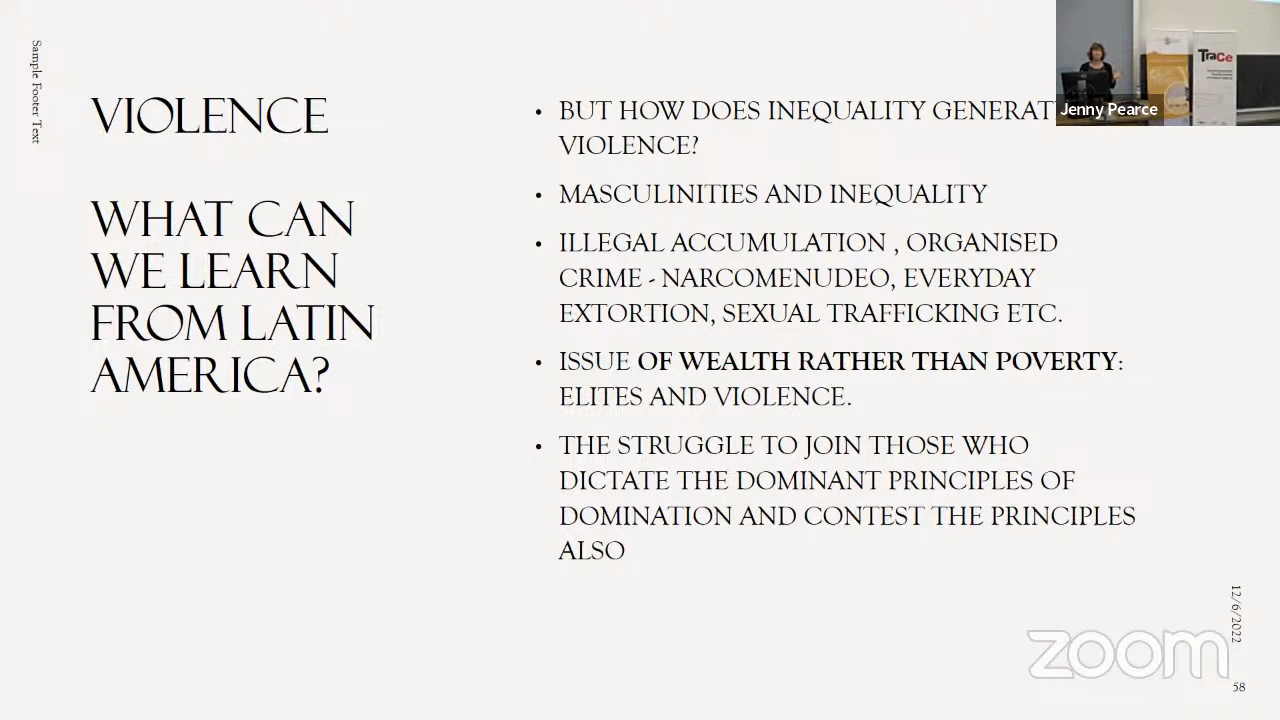 Sample Footer Text
VIOLENCE
WHAT CAN
WE LEARN
FROM LATIN
AMERICA?
• BUT HOW DOES INEQUALITY GENERAT
VIOLENCE?
• MASCULINITIES AND INEQUALITY
• ILLEGAL ACCUMULATION , ORGANISED
CRIME - NARCOMENUDEO, EVERYDAY
EXTORTION, SEXUAL TRAFFICKING ETC.
• ISSUE OF WEALTH RATHER THAN POVERTY:
ELITES AND VIOLENCE.
• THE STRUGGLE TO JOIN THOSE WHO
DICTATE THE DOMINANT PRINCIPLES OF
DOMINATION AND CONTEST THE PRINCIPLES
ALSO
TraCe
Jenny Pearce
12/6/2022
zoom
58